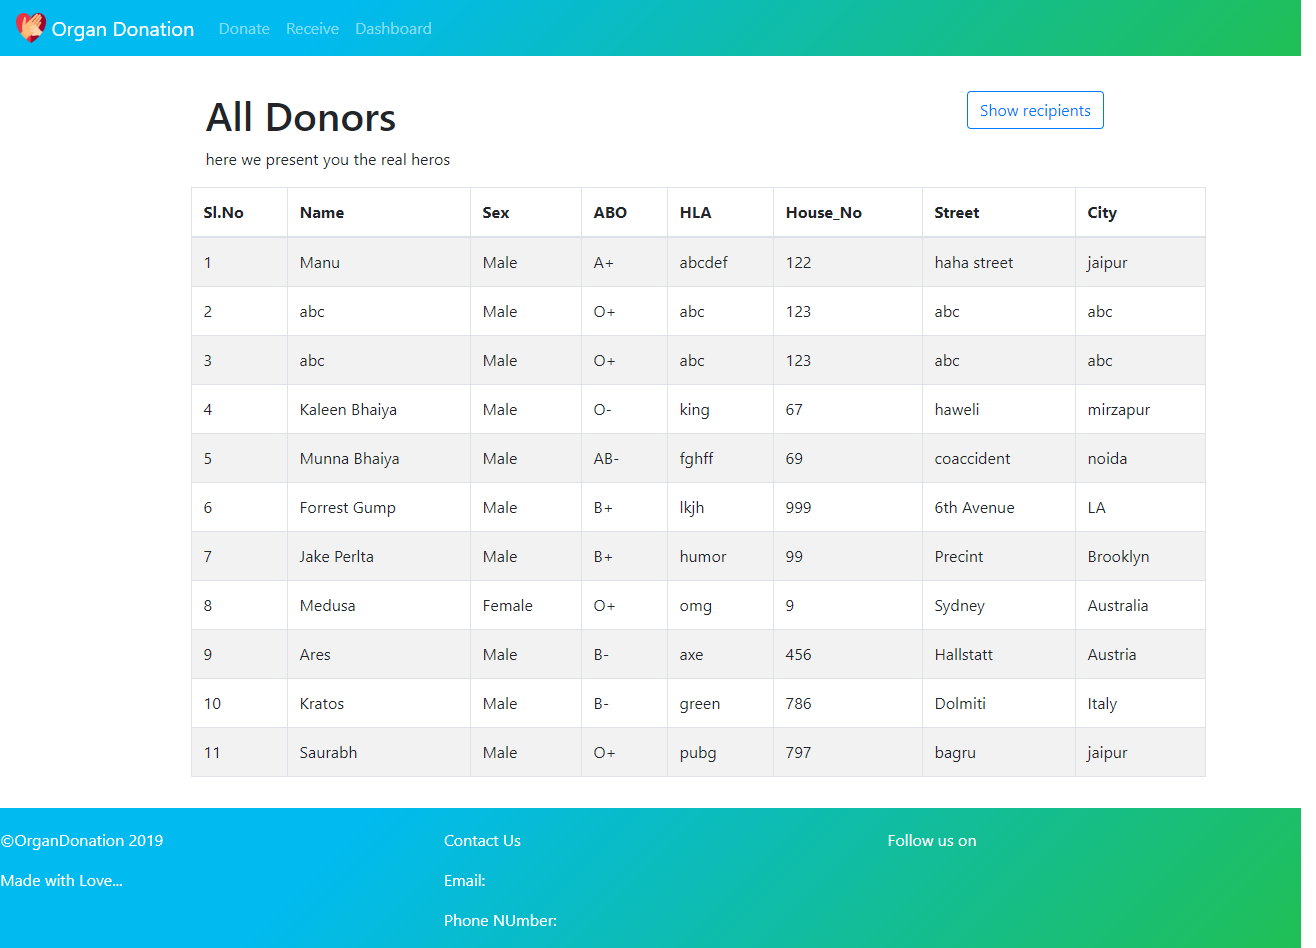 Organ Donation Donate Receive Dashboard
All Donors
Show recipients
here we present you the real heros
Sl.No Name Sex ABO HLA House_No Street City
1 Manu Male A+ abcdef 122 haha street jaipur
2 abc Male O+ abc 123 abc abc
3 abc Male O+ abc 123 abc abc
4 Kaleen Bhaiya Male O- king 67 haweli mirzapur
5 Munna Bhaiya Male AB- fghff 69 coaccident noida
6 Forrest Gump Male B+ lkjh 999 6th Avenue LA
7 Jake Perlta Male B+ humor 99 Precint Brooklyn
8 Medusa Female O+ omg 9 Sydney Australia
9 Ares Male B- axe 456 Hallstatt Austria
10 Kratos Male B- green 786 Dolmiti Italy
11 Saurabh Male O+ pubg 797 bagru jaipur
©OrganDonation 2019
Made with Love...
Contact Us
Email:
Phone NUmber:
Follow us on